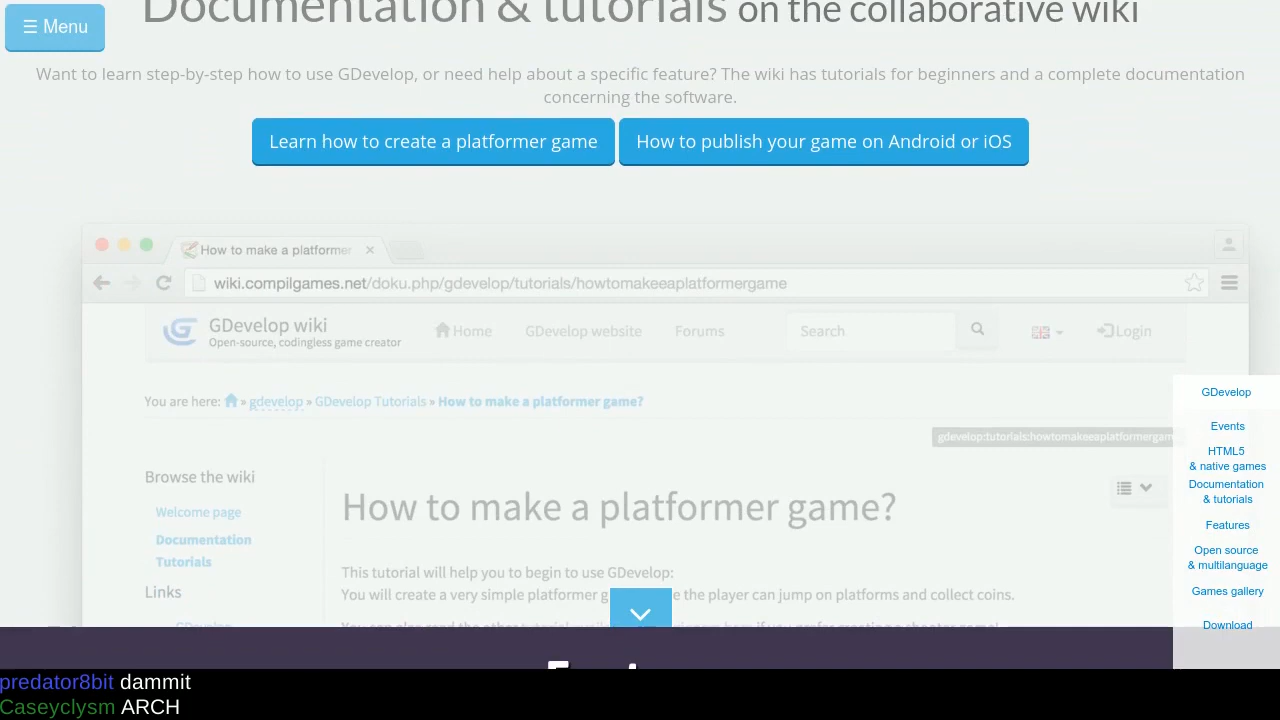 ☰ Menu
Documentation & tutorials on the collaborative wiki
Want to learn step-by-step how to use GDevelop, or need help about a specific feature? The wiki has tutorials for beginners and a complete documentation
concerning the software.
Learn how to create a platformer game
How to publish your game on Android or iOS
How to make a platformer
wiki.compilgames.net/doku.php/gdevelop/tutorials/howtomakeeaplatformergame
GDevelop wiki
Open-source, codingless game creator
Home
GDevelop website
Forums
Search
Login
You are here: » gdevelop » GDevelop Tutorials » How to make a platformer game?
gdevelop:tutorials:howtomakeeaplatformergam
Browse the wiki
Welcome page
Documentation
Tutorials
Links
How to make a platformer game?
This tutorial will help you to begin to use GDevelop:
You will create a very simple platformer g e the player can jump on platforms and collect coins.
GDevelop
Events
HTML5
& native games
Documentation
& tutorials
Features
Open source
& multilanguage
Games gallery
Download
predator8bit dammit
Caseyclysm ARCH